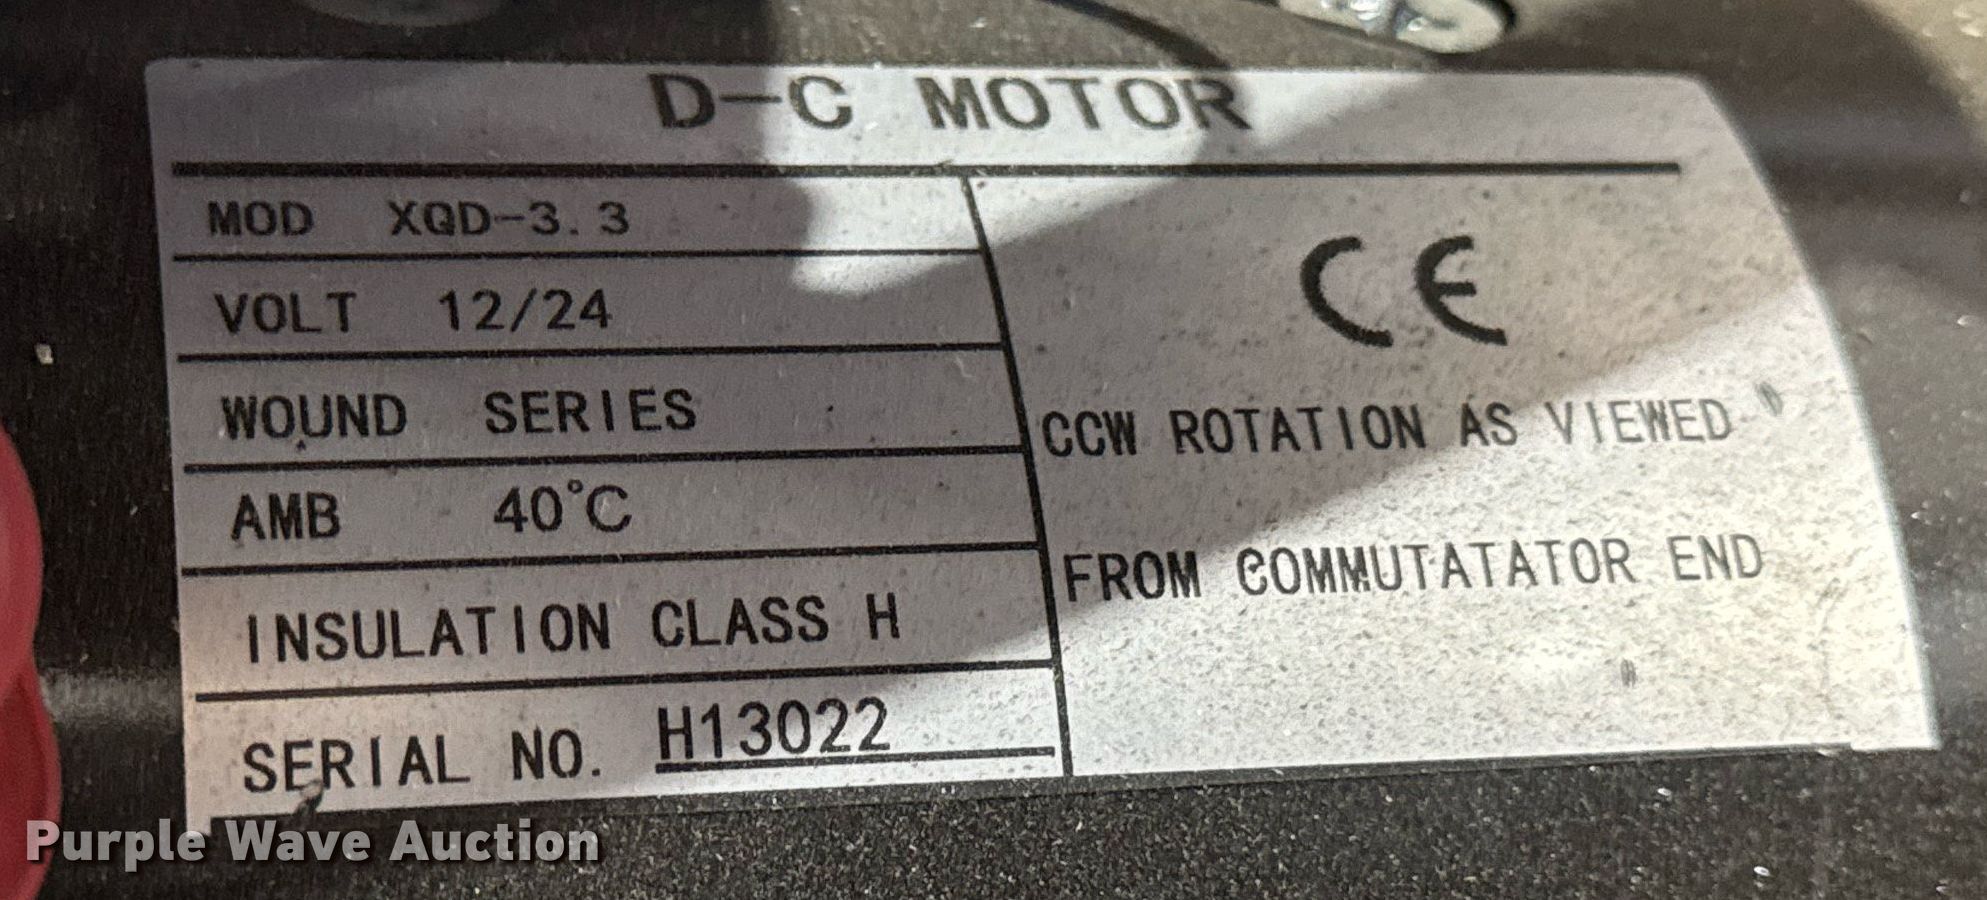 D-C MOTOR
MOD XQD-3.3
VOLT 12/24
WOUND SERIES
AMB 40°C
INSULATION CLASS H
SERIAL NO. H13022
CE
CCW ROTATION AS VIEWED
FROM COMMUTATATOR END
Purple Wave Auction